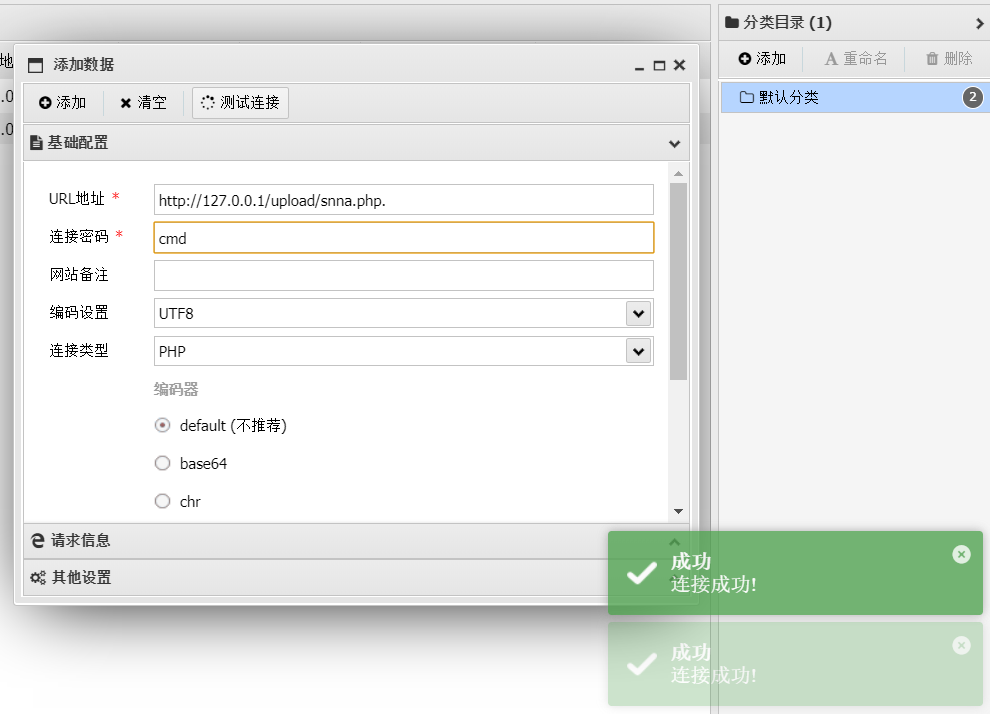 分类目录 (1)
添加
重命名
删除
默认分类
2
地
.0
.0
添加数据
添加
清空
测试连接
基础配置
URL地址 *
http://127.0.0.1/upload/snna.php.
连接密码 *
cmd
网站备注
编码设置
UTF8
连接类型
PHP
编码器
default (不推荐)
base64
chr
请求信息
其他设置
成功
连接成功!
成功
连接成功!